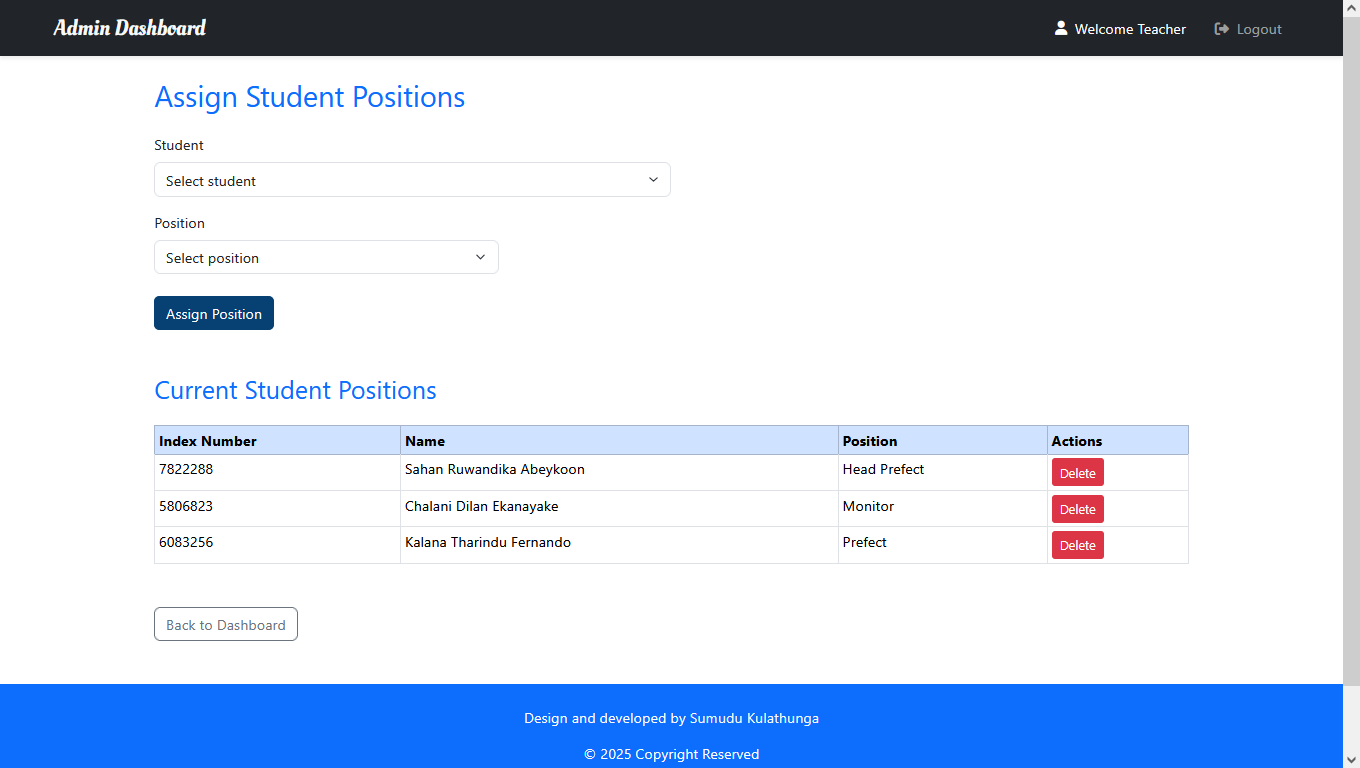 Admin Dashboard
Welcome Teacher
Logout
Assign Student Positions
Student
Select student
Position
Select position
Assign Position
Current Student Positions
Index Number Name Position Actions
7822288 Sahan Ruwandika Abeykoon Head Prefect Delete
5806823 Chalani Dilan Ekanayake Monitor Delete
6083256 Kalana Tharindu Fernando Prefect Delete
Back to Dashboard
Design and developed by Sumudu Kulathunga
© 2025 Copyright Reserved